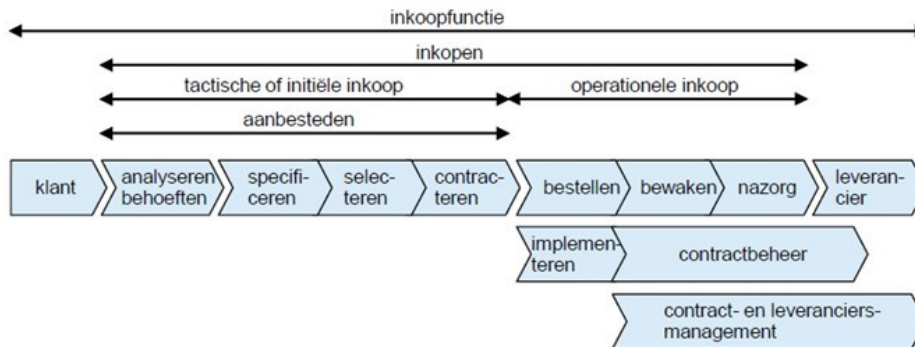 inkoopfunctie
inkopen
tactische of initiële inkoop
operationele inkoop
aanbesteden
klant
analyseren
behoeften
specifi-
ceren
selec-
teren
contrac-
teren
bestellen
bewaken
nazorg
leveran-
cier
implemen-
teren
contractbeheer
contract- en leveranciers-
management